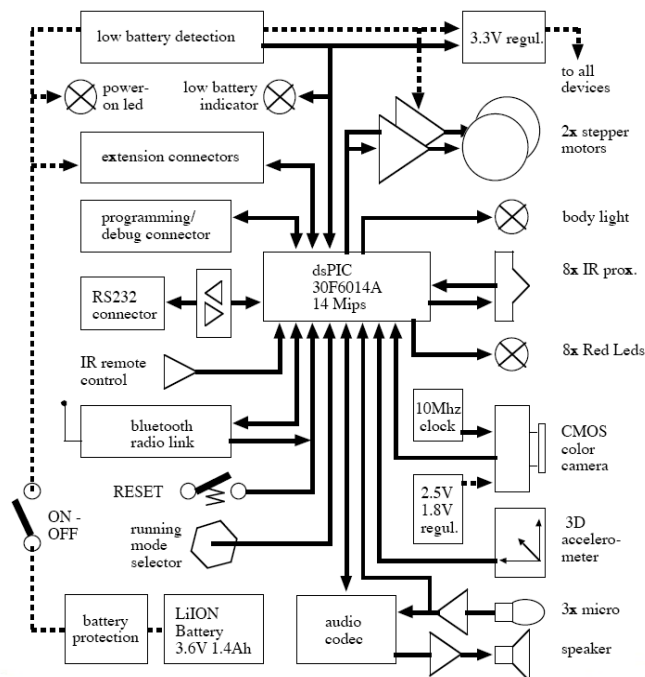 low battery detection
3.3V regul.
to all
devices
power-
on led
low battery
indicator
2x stepper
motors
extension connectors
programming/
debug connector
body light
dsPIC
30F6014A
14 Mips
8x IR prox.
RS232
connector
IR remote
control
8x Red Leds
10Mhz
clock
CMOS
color
camera
bluetooth
radio link
2.5V
1.8V
regul.
RESET
ON -
OFF
running
mode
selector
3D
accelero-
meter
battery
protection
LiION
Battery
3.6V 1.4Ah
audio
codec
3x micro
speaker